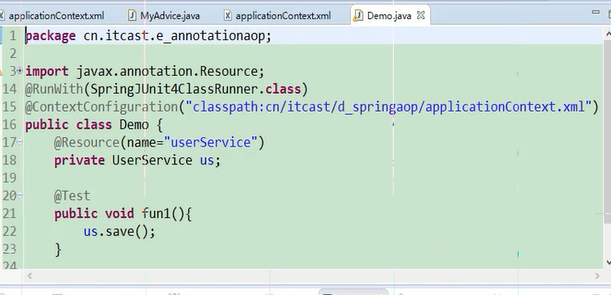 applicationContext.xml MyAdvice.java applicationContext.xml Demo.java
1 package cn.itcast.e_annotationaop;
2
3 import javax.annotation.Resource;
14 @RunWith(SpringJUnit4ClassRunner.class)
15 @ContextConfiguration("classpath:cn/itcast/d_springaop/applicationContext.xml")
16 public class Demo {
17 @Resource(name="userService")
18 private UserService us;
19
20 @Test
21 public void fun1(){
22 us.save();
23 }
24